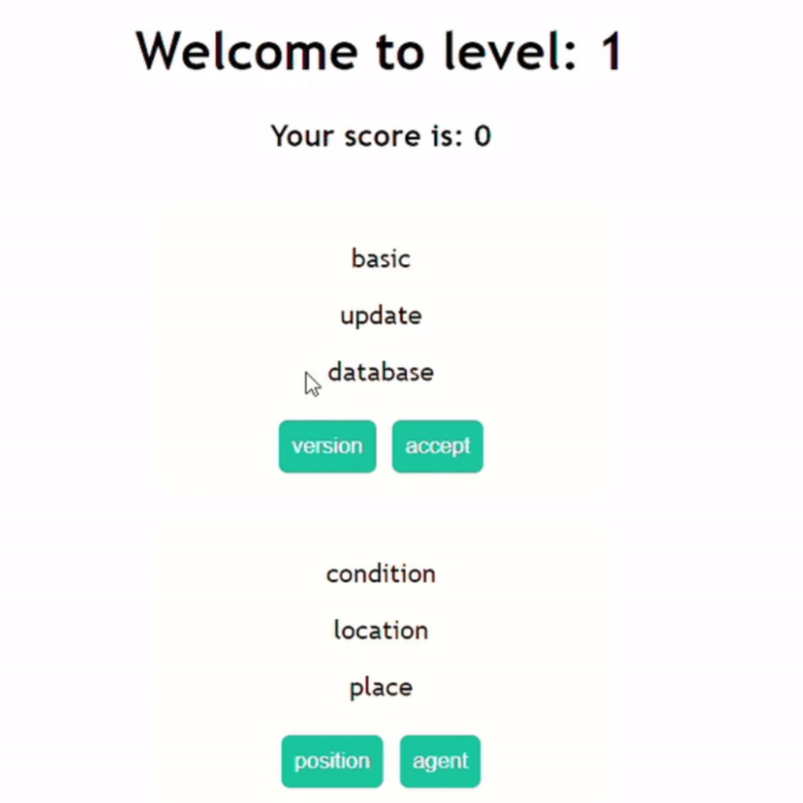 Welcome to level: 1
Your score is: 0
basic
update
database
version accept
condition
location
place
position agent